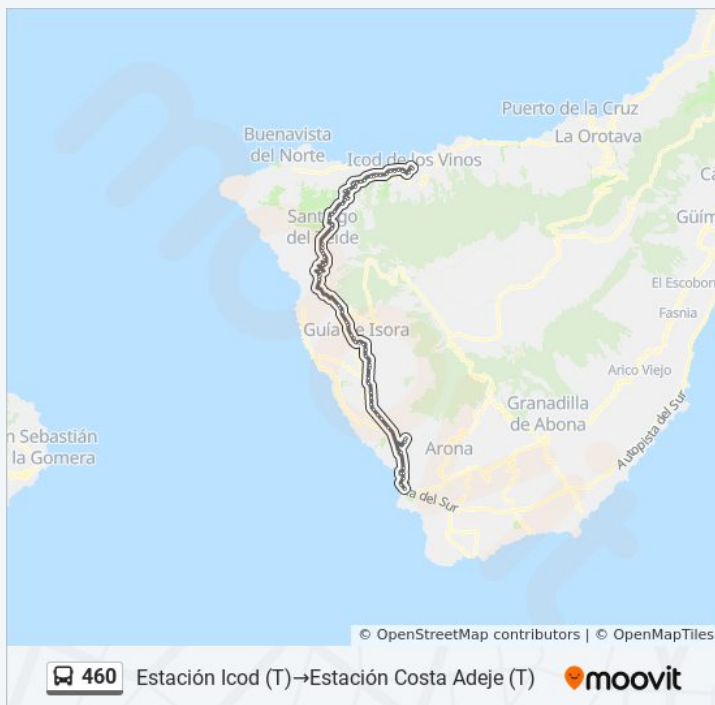 Puerto de la Cruz
Buenavista
del Norte
La Orotava
Icod de los Vinos
Santiago
del Teide
Güím
El Escobon
Fasnia
Guía de Isora
Arico Viejo
Granadilla
de Abona
n Sebastián
la Gomera
Arona
Autopista del Sur
a del Sur
© OpenStreetMap contributors | © OpenMapTiles
460 Estación Icod (T)→Estación Costa Adeje (T) moovit